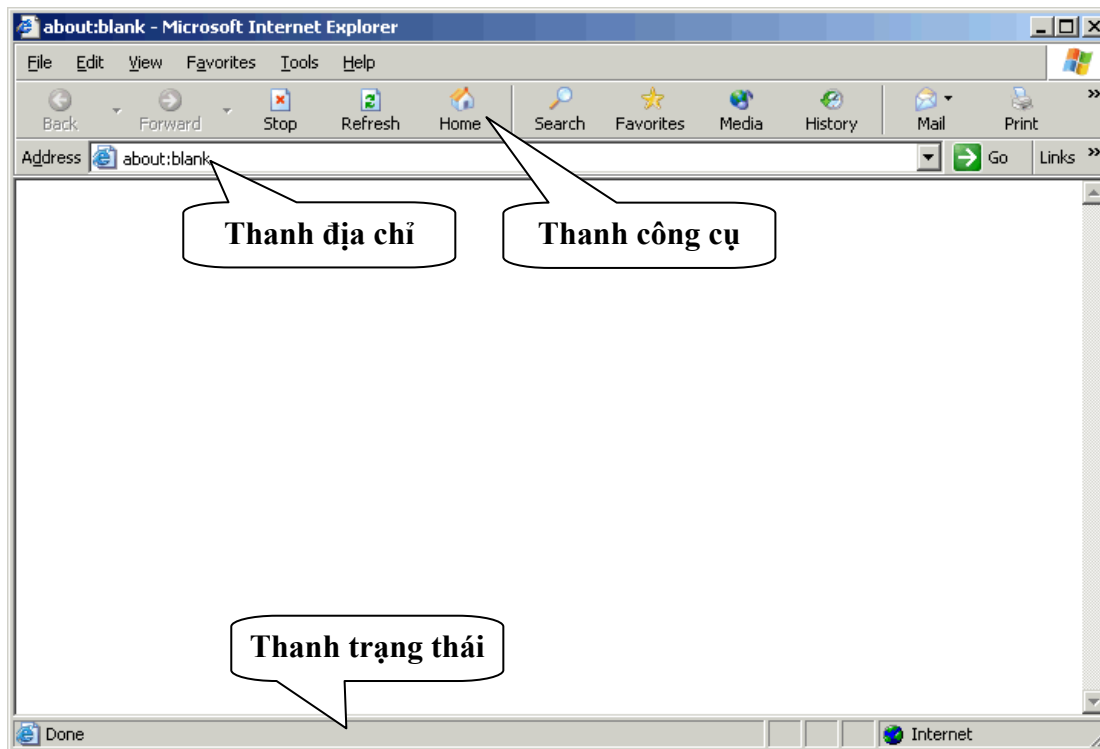 about:blank - Microsoft Internet Explorer
File Edit View Favorites Tools Help
Back Forward Stop Refresh Home Search Favorites Media History Mail Print »
Address about:blank Go Links »
Thanh địa chỉ Thanh công cụ
Thanh trạng thái
Done Internet